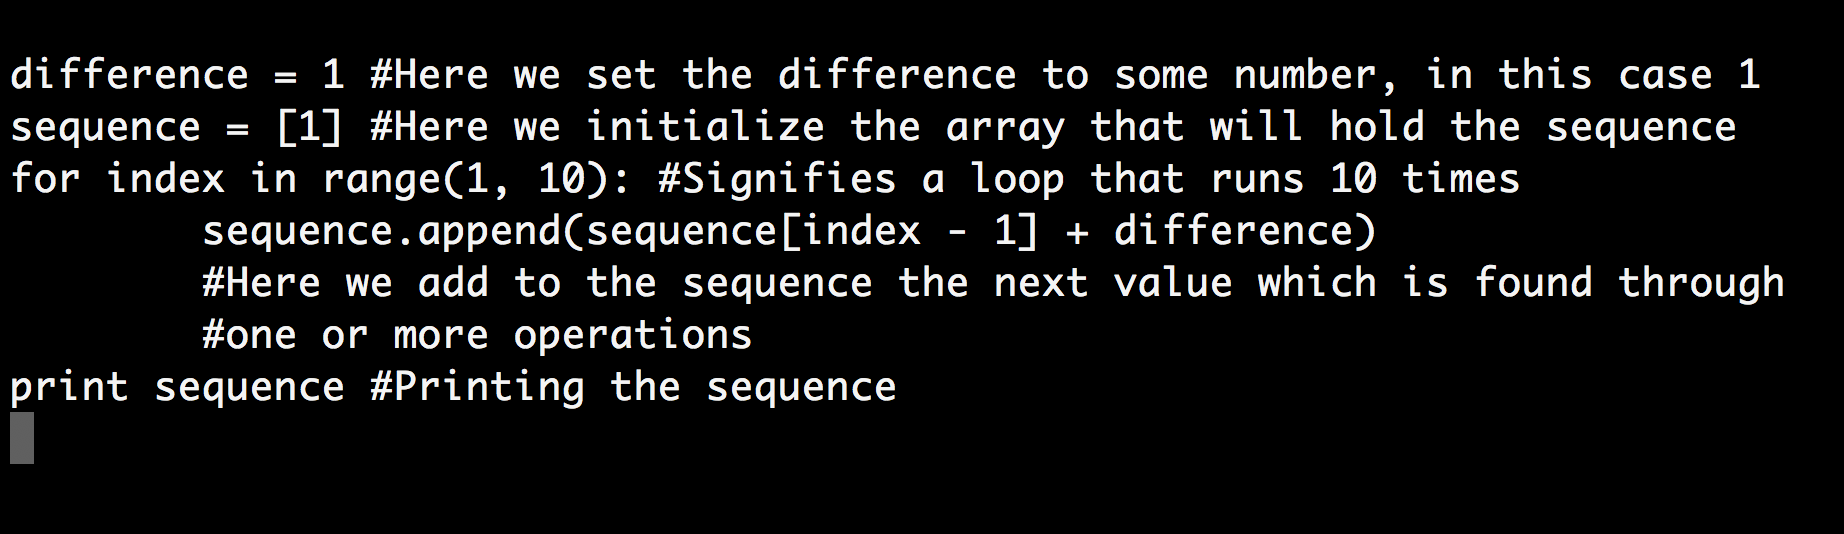 difference = 1 #Here we set the difference to some number, in this case 1
sequence = [1] #Here we initialize the array that will hold the sequence
for index in range(1, 10): #Signifies a loop that runs 10 times
        sequence.append(sequence[index - 1] + difference)
        #Here we add to the sequence the next value which is found through
        #one or more operations
print sequence #Printing the sequence